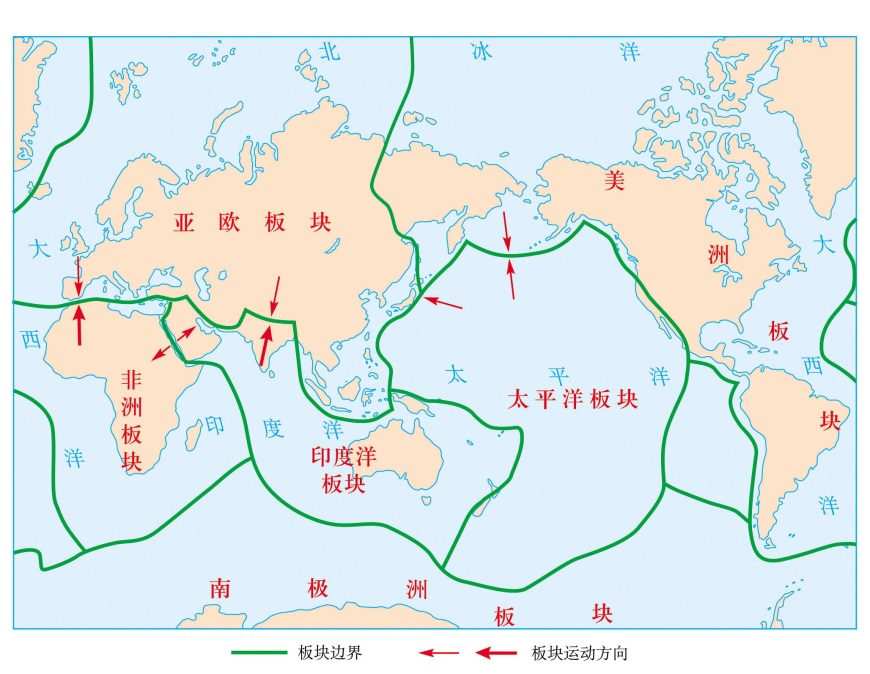 北冰洋
亚欧板块
美洲板块
大西洋
大西洋
非洲板块
印度洋
太平洋
太平洋板块
印度洋
板块
南极洲板块
板块边界
板块运动方向